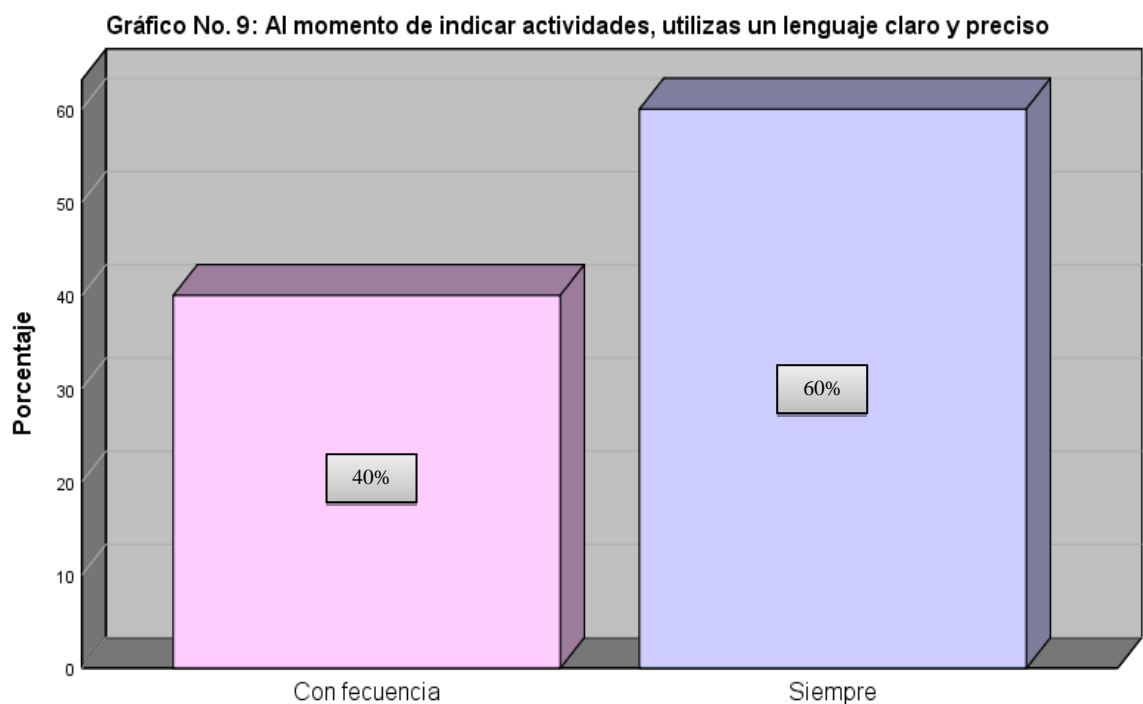 Gráfico No. 9: Al momento de indicar actividades, utilizas un lenguaje claro y preciso
60
50
40
30
20
10
0
Porcentaje
40%
60%
Con fecuencia
Siempre